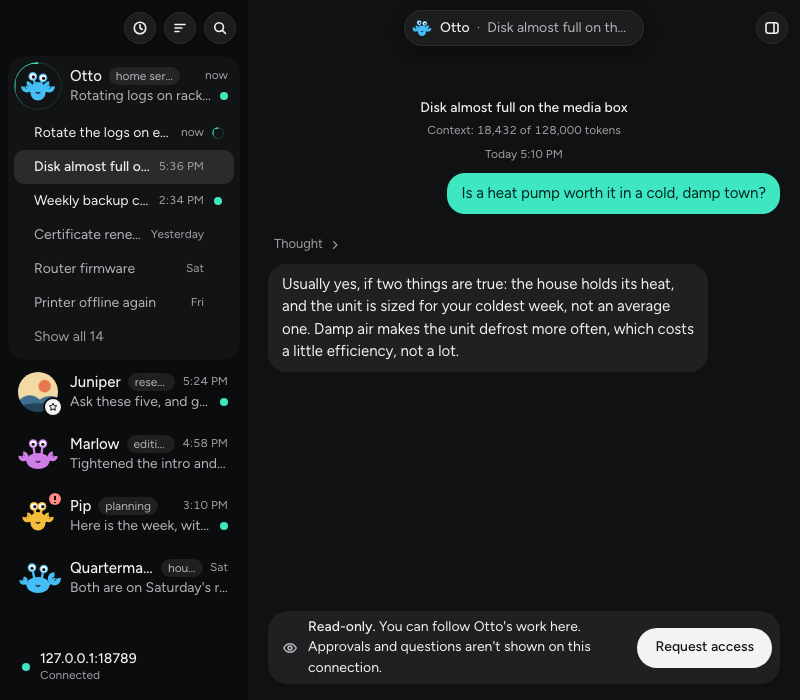 Otto · Disk almost full on th...
Otto home ser... now
Rotating logs on rack...
Rotate the logs on e... now
Disk almost full o... 5:36 PM
Weekly backup c... 2:34 PM
Certificate rene... Yesterday
Router firmware Sat
Printer offline again Fri
Show all 14
Juniper rese... 5:24 PM
Ask these five, and g...
Marlow editi... 4:58 PM
Tightened the intro and...
Pip planning 3:10 PM
Here is the week, wit...
Quarterma... hou... Sat
Both are on Saturday's r...
127.0.0.1:18789
Connected
Disk almost full on the media box
Context: 18,432 of 128,000 tokens
Today 5:10 PM
Is a heat pump worth it in a cold, damp town?
Thought
Usually yes, if two things are true: the house holds its heat,
and the unit is sized for your coldest week, not an average
one. Damp air makes the unit defrost more often, which costs
a little efficiency, not a lot.
Read-only. You can follow Otto's work here.
Approvals and questions aren't shown on this
connection.
Request access